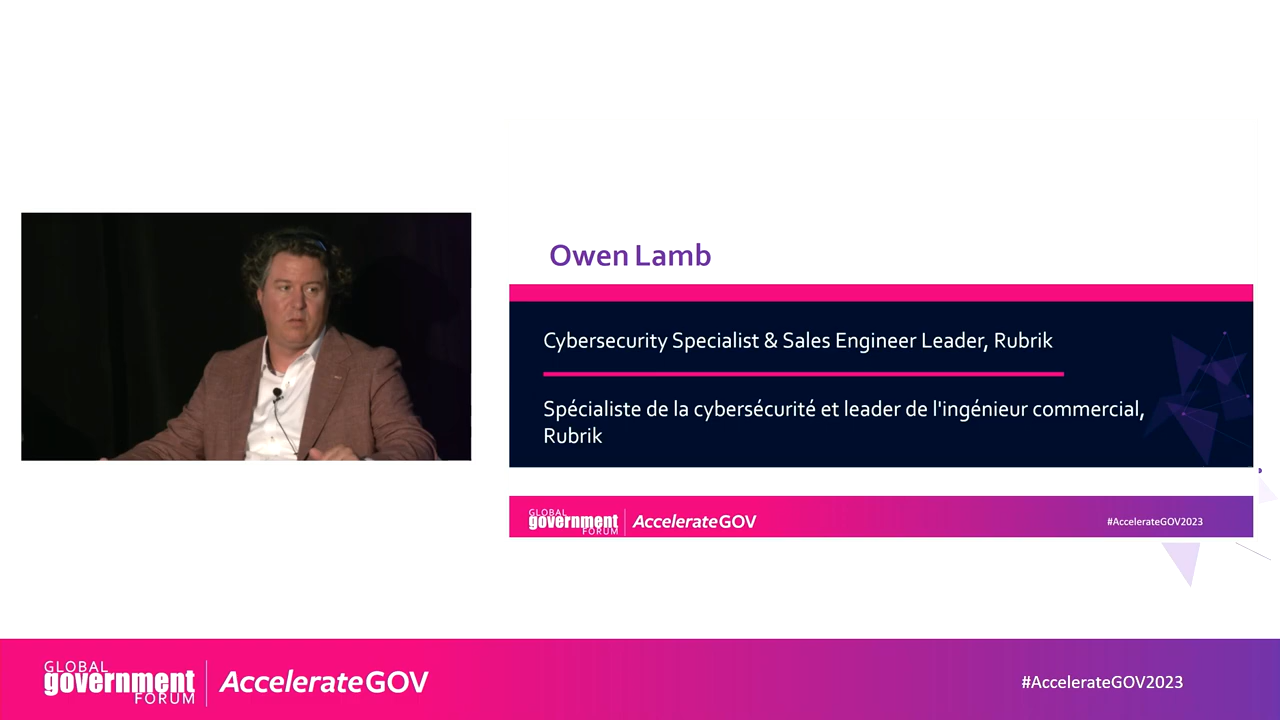 Owen Lamb
Cybersecurity Specialist & Sales Engineer Leader, Rubrik
Spécialiste de la cybersécurité et leader de l'ingénieur commercial,
Rubrik
GLOBAL
government
FORUM
AccelerateGOV
#AccelerateGOV2023
GLOBAL
government
FORUM
AccelerateGOV
#AccelerateGOV2023